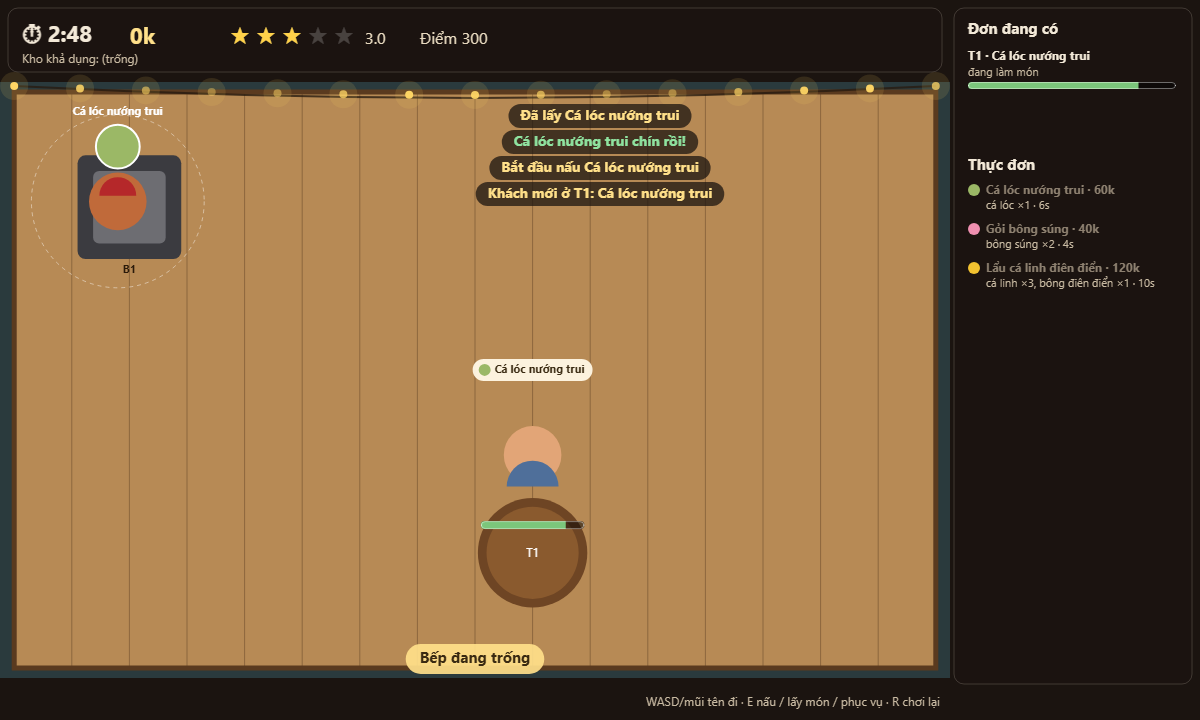 2:48
0k
3.0
Điểm 300
Kho khả dụng: (trống)
Cá lóc nướng trui
B1
Đã lấy Cá lóc nướng trui
Cá lóc nướng trui chín rồi!
Bắt đầu nấu Cá lóc nướng trui
Khách mới ở T1: Cá lóc nướng trui
Cá lóc nướng trui
T1
Bếp đang trống
WASD/mũi tên đi · E nấu / lấy món / phục vụ · R chơi lại
Đơn đang có
T1 · Cá lóc nướng trui
đang làm món
Thực đơn
Cá lóc nướng trui · 60k
cá lóc ×1 · 6s
Gỏi bông súng · 40k
bông súng ×2 · 4s
Lẩu cá linh điên điển · 120k
cá linh ×3, bông điên điển ×1 · 10s